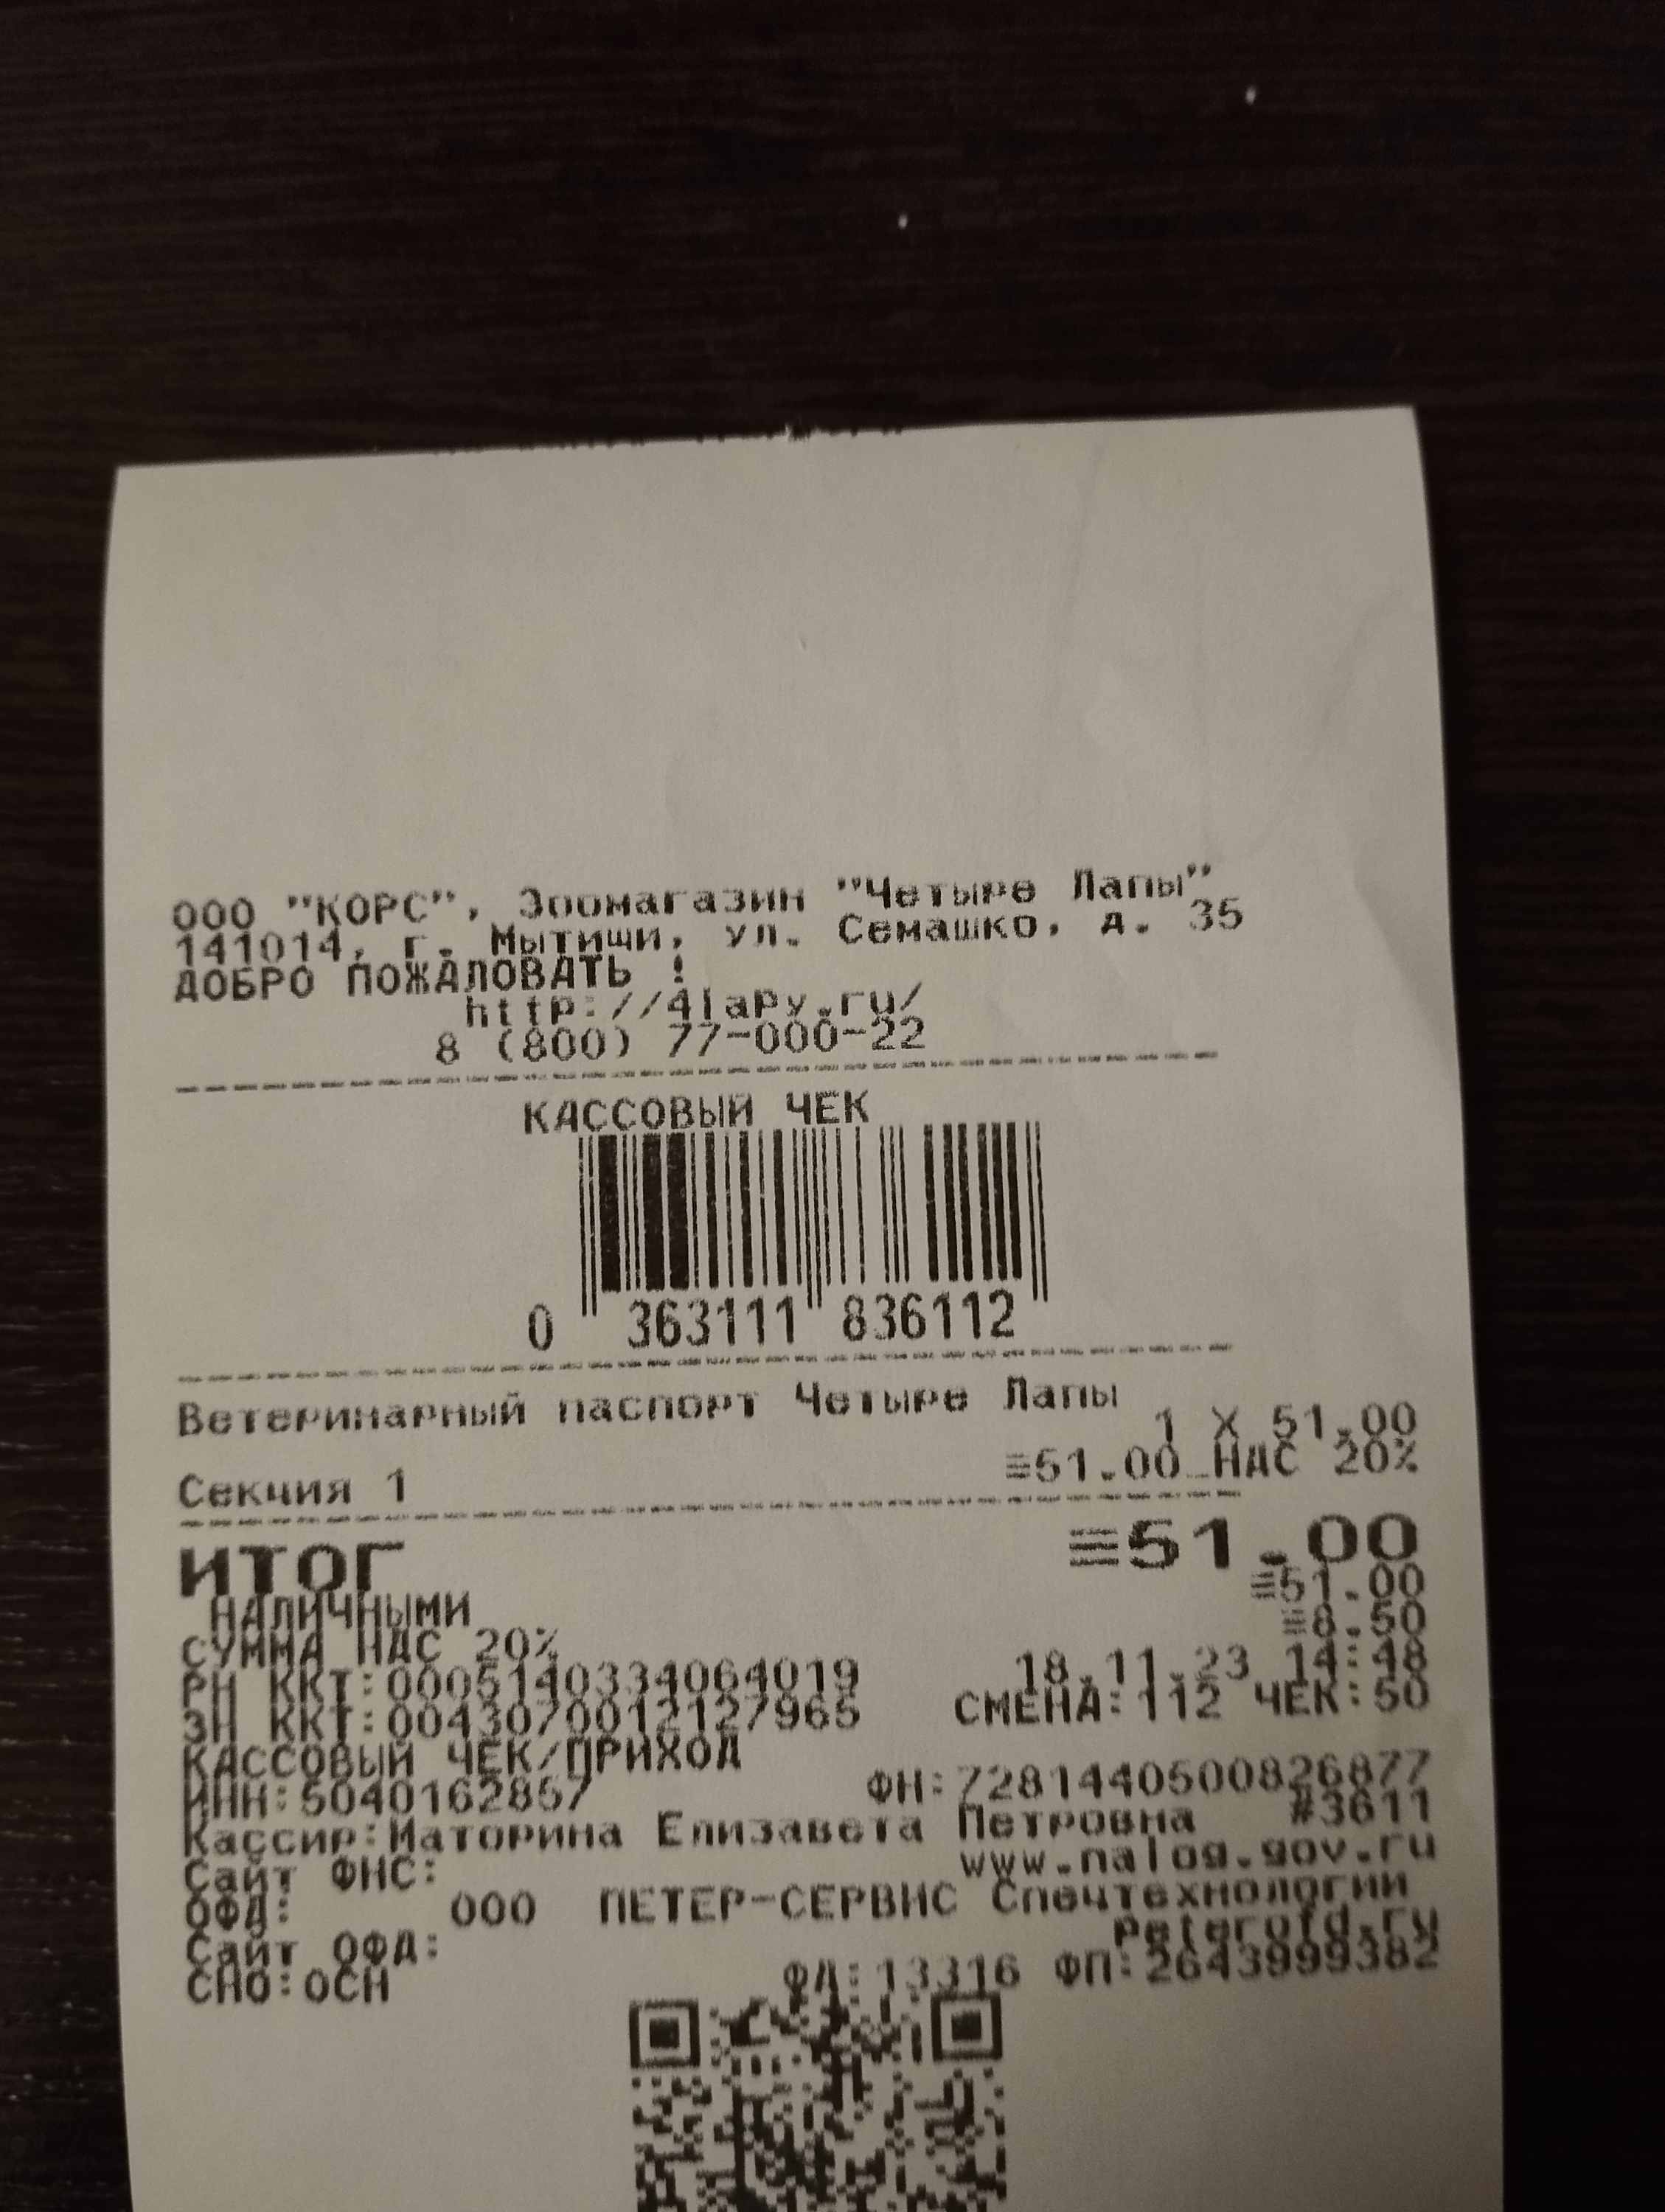 ООО "КОРС", Зоомагазин "Четыре Лапы"
141014, г. Мытищи, ул. Семашко, д. 35
ДОБРО ПОЖАЛОВАТЬ !
http://4lapy.ru/
8 (800) 77-000-22
КАССОВЫЙ ЧЕК
0 363111 836112
Ветеринарный паспорт Четыре Лапы
1 X 51.00
Секция 1 ≡51.00 НДС 20%
ИТОГ ≡51.00
НАЛИЧНЫМИ ≡51.00
СУММА НДС 20% ≡8.50
РН ККТ:0005140334064019 18.11.23 14:48
ЗН ККТ:0043070012127965 СМЕНА:112 ЧЕК:50
КАССОВЫЙ ЧЕК/ПРИХОД
ИНН:5040162857 ФН:7281440500826877
Кассир:Маторина Елизавета Петровна #3611
Сайт ФНС: www.nalog.gov.ru
ОФД: ООО ПЕТЕР-СЕРВИС Спецтехнологии
Сайт ОФД: peterofd.ru
СНО:ОСН ФД:13316 ФП:2643999382